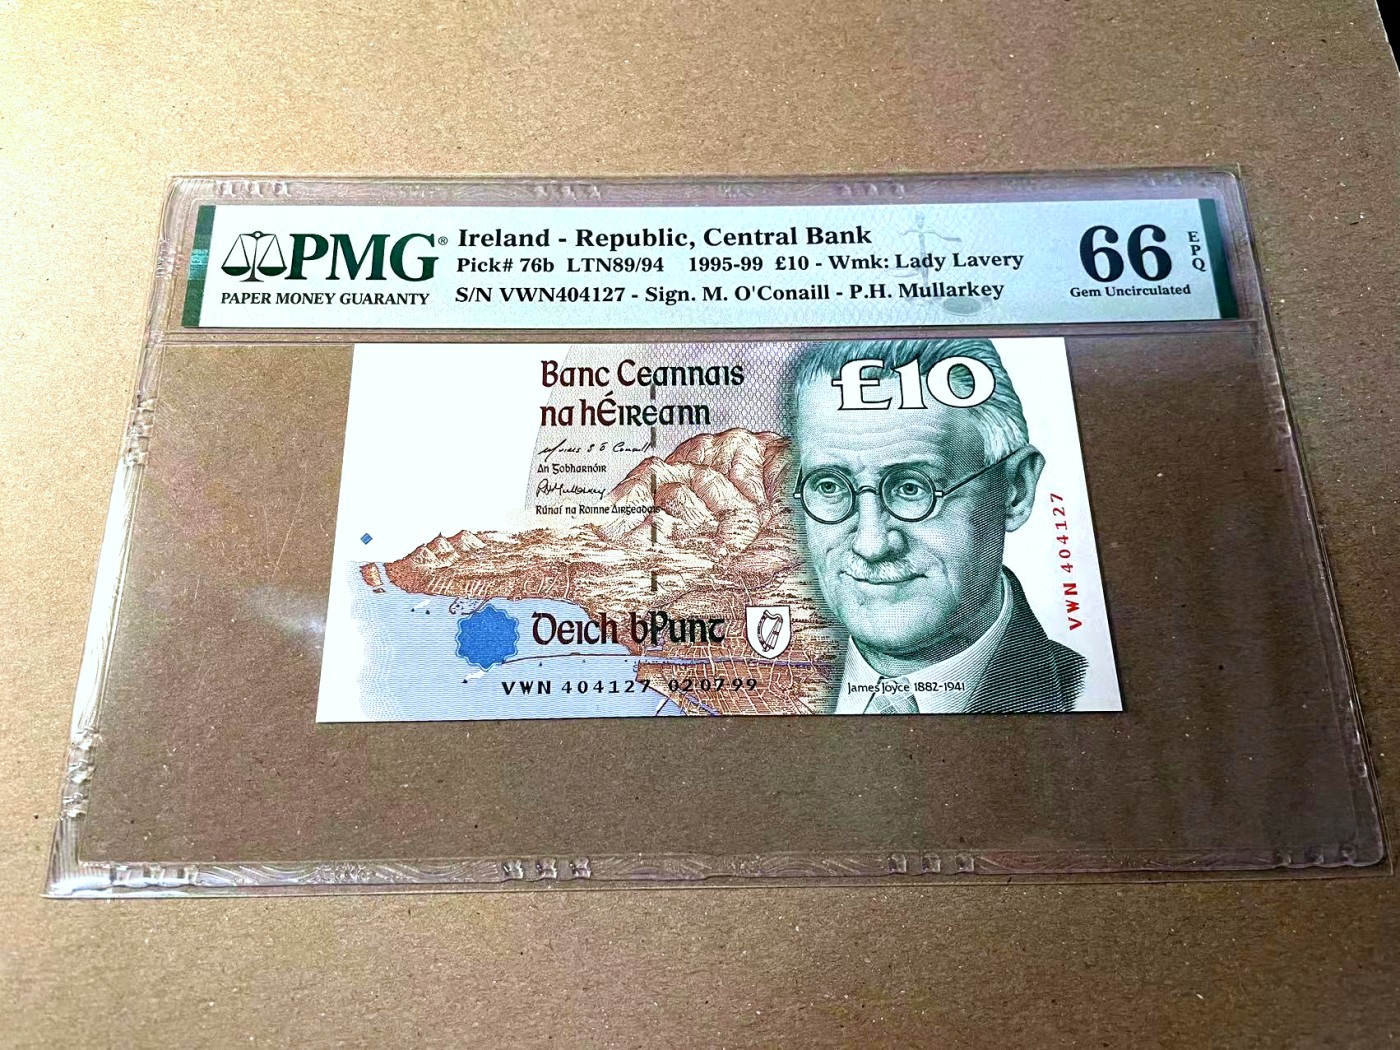 PMG®
PAPER MONEY GUARANTY
Ireland - Republic, Central Bank
Pick# 76b LTN89/94 1995-99 £10 - Wmk: Lady Lavery
S/N VWN404127 - Sign. M. O'Conaill - P.H. Mullarkey
66
EPQ
Gem Uncirculated
Banc Ceannais
na hÉireann
£10
An Gobharnóir
Rúnaí na Roinne Airgeadais
Deich bPunt
VWN 404127 020799
James Joyce 1882-1941
VWN 404127